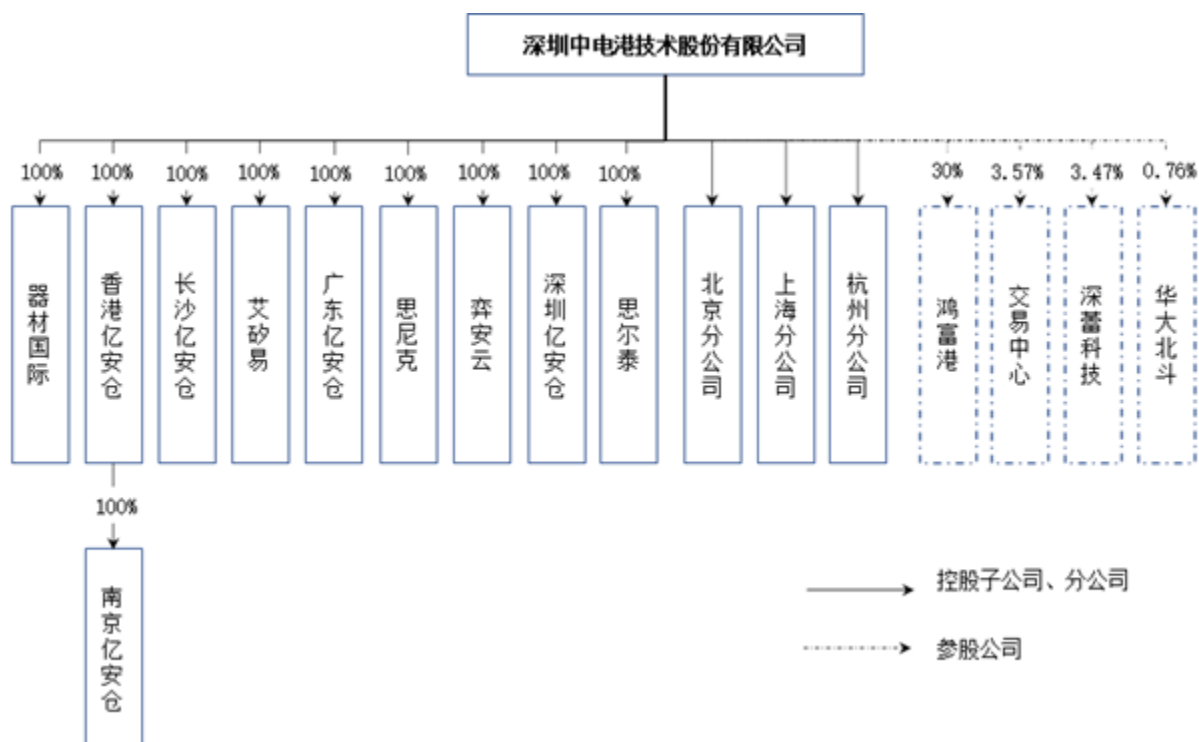 深圳中电港技术股份有限公司
100% 100% 100% 100% 100% 100% 100% 100% 100% 30% 3.57% 3.47% 0.76%
器材国际
香港亿安仓
长沙亿安仓
艾矽易
广东亿安仓
思尼克
弈安云
深圳亿安仓
思尔泰
北京分公司
上海分公司
杭州分公司
鸿富港
交易中心
深蕾科技
华大北斗
100%
南京亿安仓
控股子公司、分公司
参股公司